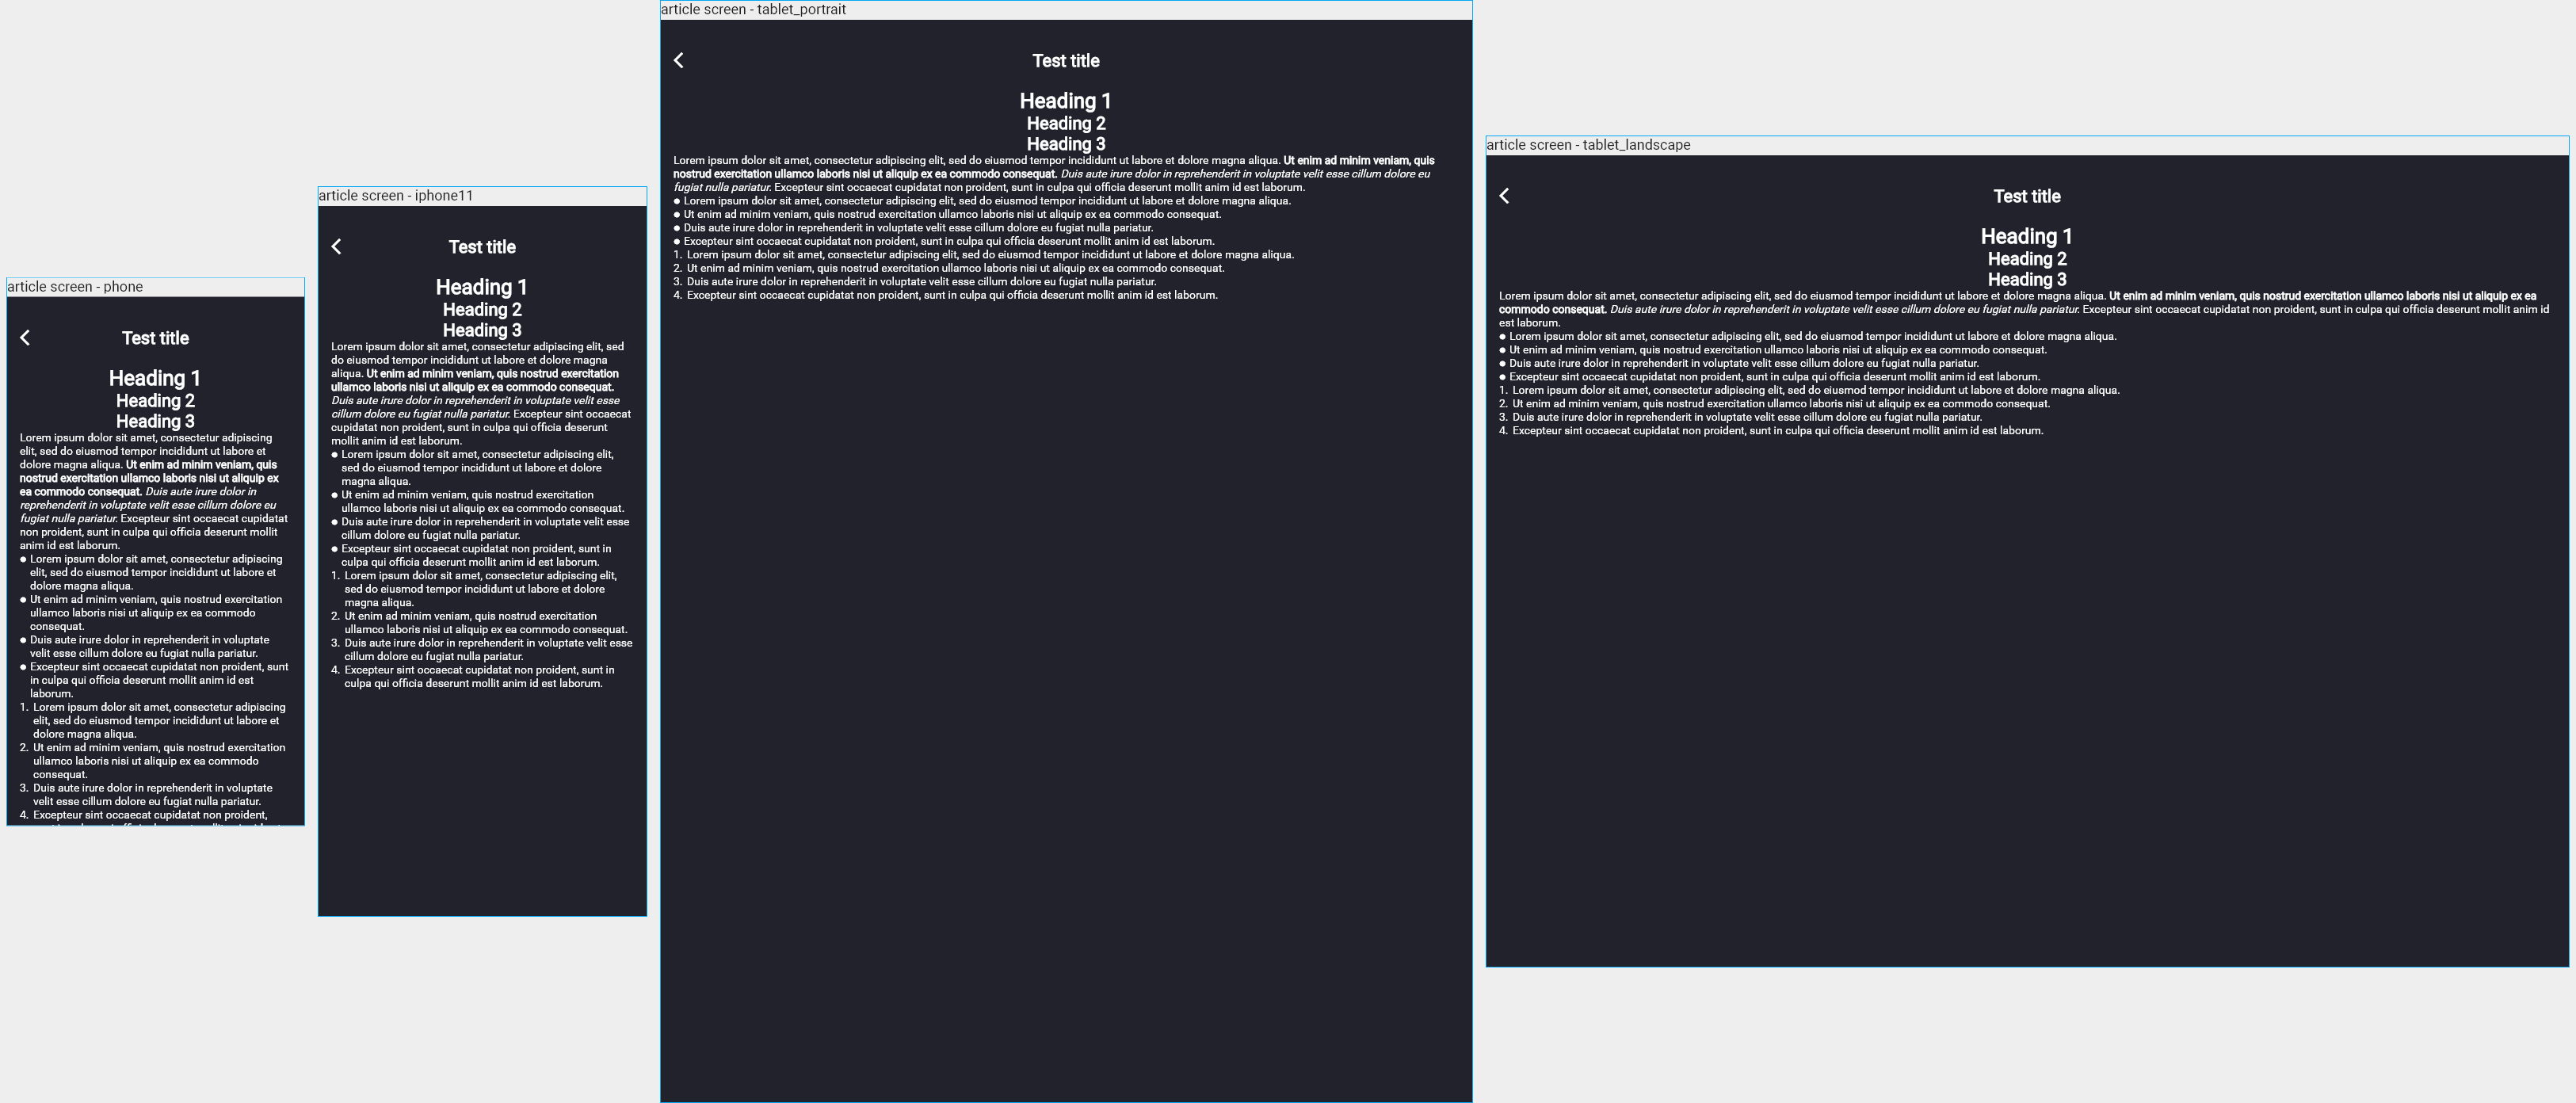 article screen - phone
Test title
Heading 1
Heading 2
Heading 3
Lorem ipsum dolor sit amet, consectetur adipiscing
elit, sed do eiusmod tempor incididunt ut labore et
dolore magna aliqua. Ut enim ad minim veniam, quis
nostrud exercitation ullamco laboris nisi ut aliquip ex
ea commodo consequat. Duis aute irure dolor in
reprehenderit in voluptate velit esse cillum dolore eu
fugiat nulla pariatur. Excepteur sint occaecat cupidatat
non proident, sunt in culpa qui officia deserunt mollit
anim id est laborum.
● Lorem ipsum dolor sit amet, consectetur adipiscing
elit, sed do eiusmod tempor incididunt ut labore et
dolore magna aliqua.
● Ut enim ad minim veniam, quis nostrud exercitation
ullamco laboris nisi ut aliquip ex ea commodo
consequat.
● Duis aute irure dolor in reprehenderit in voluptate
velit esse cillum dolore eu fugiat nulla pariatur.
● Excepteur sint occaecat cupidatat non proident, sunt
in culpa qui officia deserunt mollit anim id est
laborum.
1. Lorem ipsum dolor sit amet, consectetur adipiscing
elit, sed do eiusmod tempor incididunt ut labore et
dolore magna aliqua.
2. Ut enim ad minim veniam, quis nostrud exercitation
ullamco laboris nisi ut aliquip ex ea commodo
consequat.
3. Duis aute irure dolor in reprehenderit in voluptate
velit esse cillum dolore eu fugiat nulla pariatur.
4. Excepteur sint occaecat cupidatat non proident,
article screen - iphone11
Test title
Heading 1
Heading 2
Heading 3
Lorem ipsum dolor sit amet, consectetur adipiscing elit, sed
do eiusmod tempor incididunt ut labore et dolore magna
aliqua. Ut enim ad minim veniam, quis nostrud exercitation
ullamco laboris nisi ut aliquip ex ea commodo consequat.
Duis aute irure dolor in reprehenderit in voluptate velit esse
cillum dolore eu fugiat nulla pariatur. Excepteur sint occaecat
cupidatat non proident, sunt in culpa qui officia deserunt
mollit anim id est laborum.
● Lorem ipsum dolor sit amet, consectetur adipiscing elit,
sed do eiusmod tempor incididunt ut labore et dolore
magna aliqua.
● Ut enim ad minim veniam, quis nostrud exercitation
ullamco laboris nisi ut aliquip ex ea commodo consequat.
● Duis aute irure dolor in reprehenderit in voluptate velit esse
cillum dolore eu fugiat nulla pariatur.
● Excepteur sint occaecat cupidatat non proident, sunt in
culpa qui officia deserunt mollit anim id est laborum.
1. Lorem ipsum dolor sit amet, consectetur adipiscing elit,
sed do eiusmod tempor incididunt ut labore et dolore
magna aliqua.
2. Ut enim ad minim veniam, quis nostrud exercitation
ullamco laboris nisi ut aliquip ex ea commodo consequat.
3. Duis aute irure dolor in reprehenderit in voluptate velit esse
cillum dolore eu fugiat nulla pariatur.
4. Excepteur sint occaecat cupidatat non proident, sunt in
culpa qui officia deserunt mollit anim id est laborum.
article screen - tablet_portrait
Test title
Heading 1
Heading 2
Heading 3
Lorem ipsum dolor sit amet, consectetur adipiscing elit, sed do eiusmod tempor incididunt ut labore et dolore magna aliqua. Ut enim ad minim veniam, quis
nostrud exercitation ullamco laboris nisi ut aliquip ex ea commodo consequat. Duis aute irure dolor in reprehenderit in voluptate velit esse cillum dolore eu
fugiat nulla pariatur. Excepteur sint occaecat cupidatat non proident, sunt in culpa qui officia deserunt mollit anim id est laborum.
● Lorem ipsum dolor sit amet, consectetur adipiscing elit, sed do eiusmod tempor incididunt ut labore et dolore magna aliqua.
● Ut enim ad minim veniam, quis nostrud exercitation ullamco laboris nisi ut aliquip ex ea commodo consequat.
● Duis aute irure dolor in reprehenderit in voluptate velit esse cillum dolore eu fugiat nulla pariatur.
● Excepteur sint occaecat cupidatat non proident, sunt in culpa qui officia deserunt mollit anim id est laborum.
1. Lorem ipsum dolor sit amet, consectetur adipiscing elit, sed do eiusmod tempor incididunt ut labore et dolore magna aliqua.
2. Ut enim ad minim veniam, quis nostrud exercitation ullamco laboris nisi ut aliquip ex ea commodo consequat.
3. Duis aute irure dolor in reprehenderit in voluptate velit esse cillum dolore eu fugiat nulla pariatur.
4. Excepteur sint occaecat cupidatat non proident, sunt in culpa qui officia deserunt mollit anim id est laborum.
article screen - tablet_landscape
Test title
Heading 1
Heading 2
Heading 3
Lorem ipsum dolor sit amet, consectetur adipiscing elit, sed do eiusmod tempor incididunt ut labore et dolore magna aliqua. Ut enim ad minim veniam, quis nostrud exercitation ullamco laboris nisi ut aliquip ex ea
commodo consequat. Duis aute irure dolor in reprehenderit in voluptate velit esse cillum dolore eu fugiat nulla pariatur. Excepteur sint occaecat cupidatat non proident, sunt in culpa qui officia deserunt mollit anim id
est laborum.
● Lorem ipsum dolor sit amet, consectetur adipiscing elit, sed do eiusmod tempor incididunt ut labore et dolore magna aliqua.
● Ut enim ad minim veniam, quis nostrud exercitation ullamco laboris nisi ut aliquip ex ea commodo consequat.
● Duis aute irure dolor in reprehenderit in voluptate velit esse cillum dolore eu fugiat nulla pariatur.
● Excepteur sint occaecat cupidatat non proident, sunt in culpa qui officia deserunt mollit anim id est laborum.
1. Lorem ipsum dolor sit amet, consectetur adipiscing elit, sed do eiusmod tempor incididunt ut labore et dolore magna aliqua.
2. Ut enim ad minim veniam, quis nostrud exercitation ullamco laboris nisi ut aliquip ex ea commodo consequat.
3. Duis aute irure dolor in reprehenderit in voluptate velit esse cillum dolore eu fugiat nulla pariatur.
4. Excepteur sint occaecat cupidatat non proident, sunt in culpa qui officia deserunt mollit anim id est laborum.